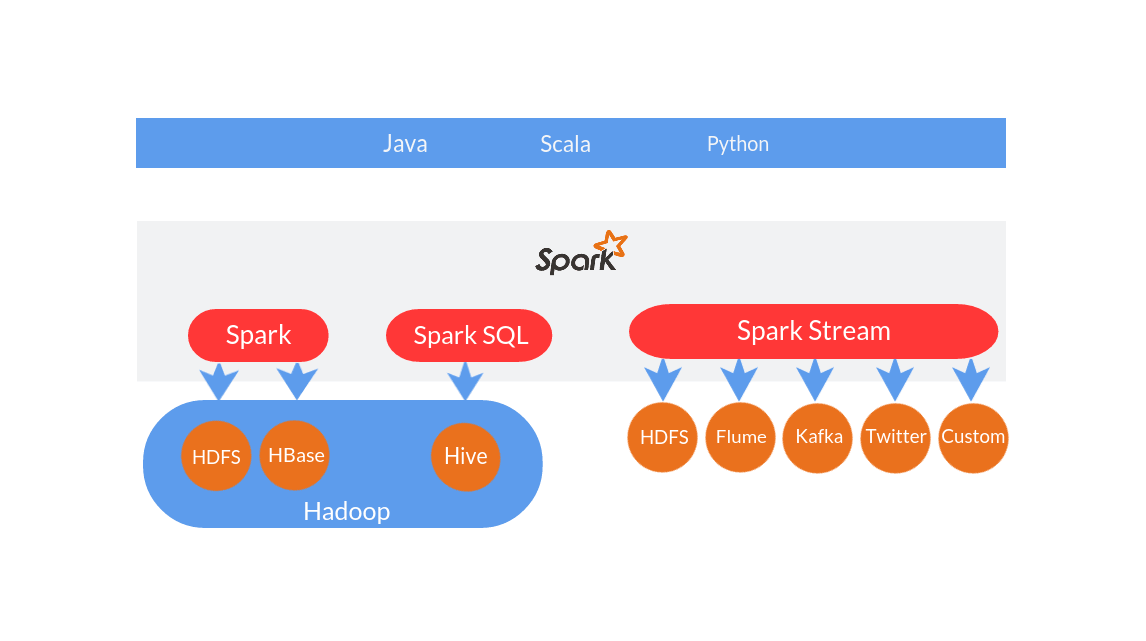 Java Scala Python
Spark
Spark Spark SQL Spark Stream
HDFS HBase Hive HDFS Flume Kafka Twitter Custom
Hadoop